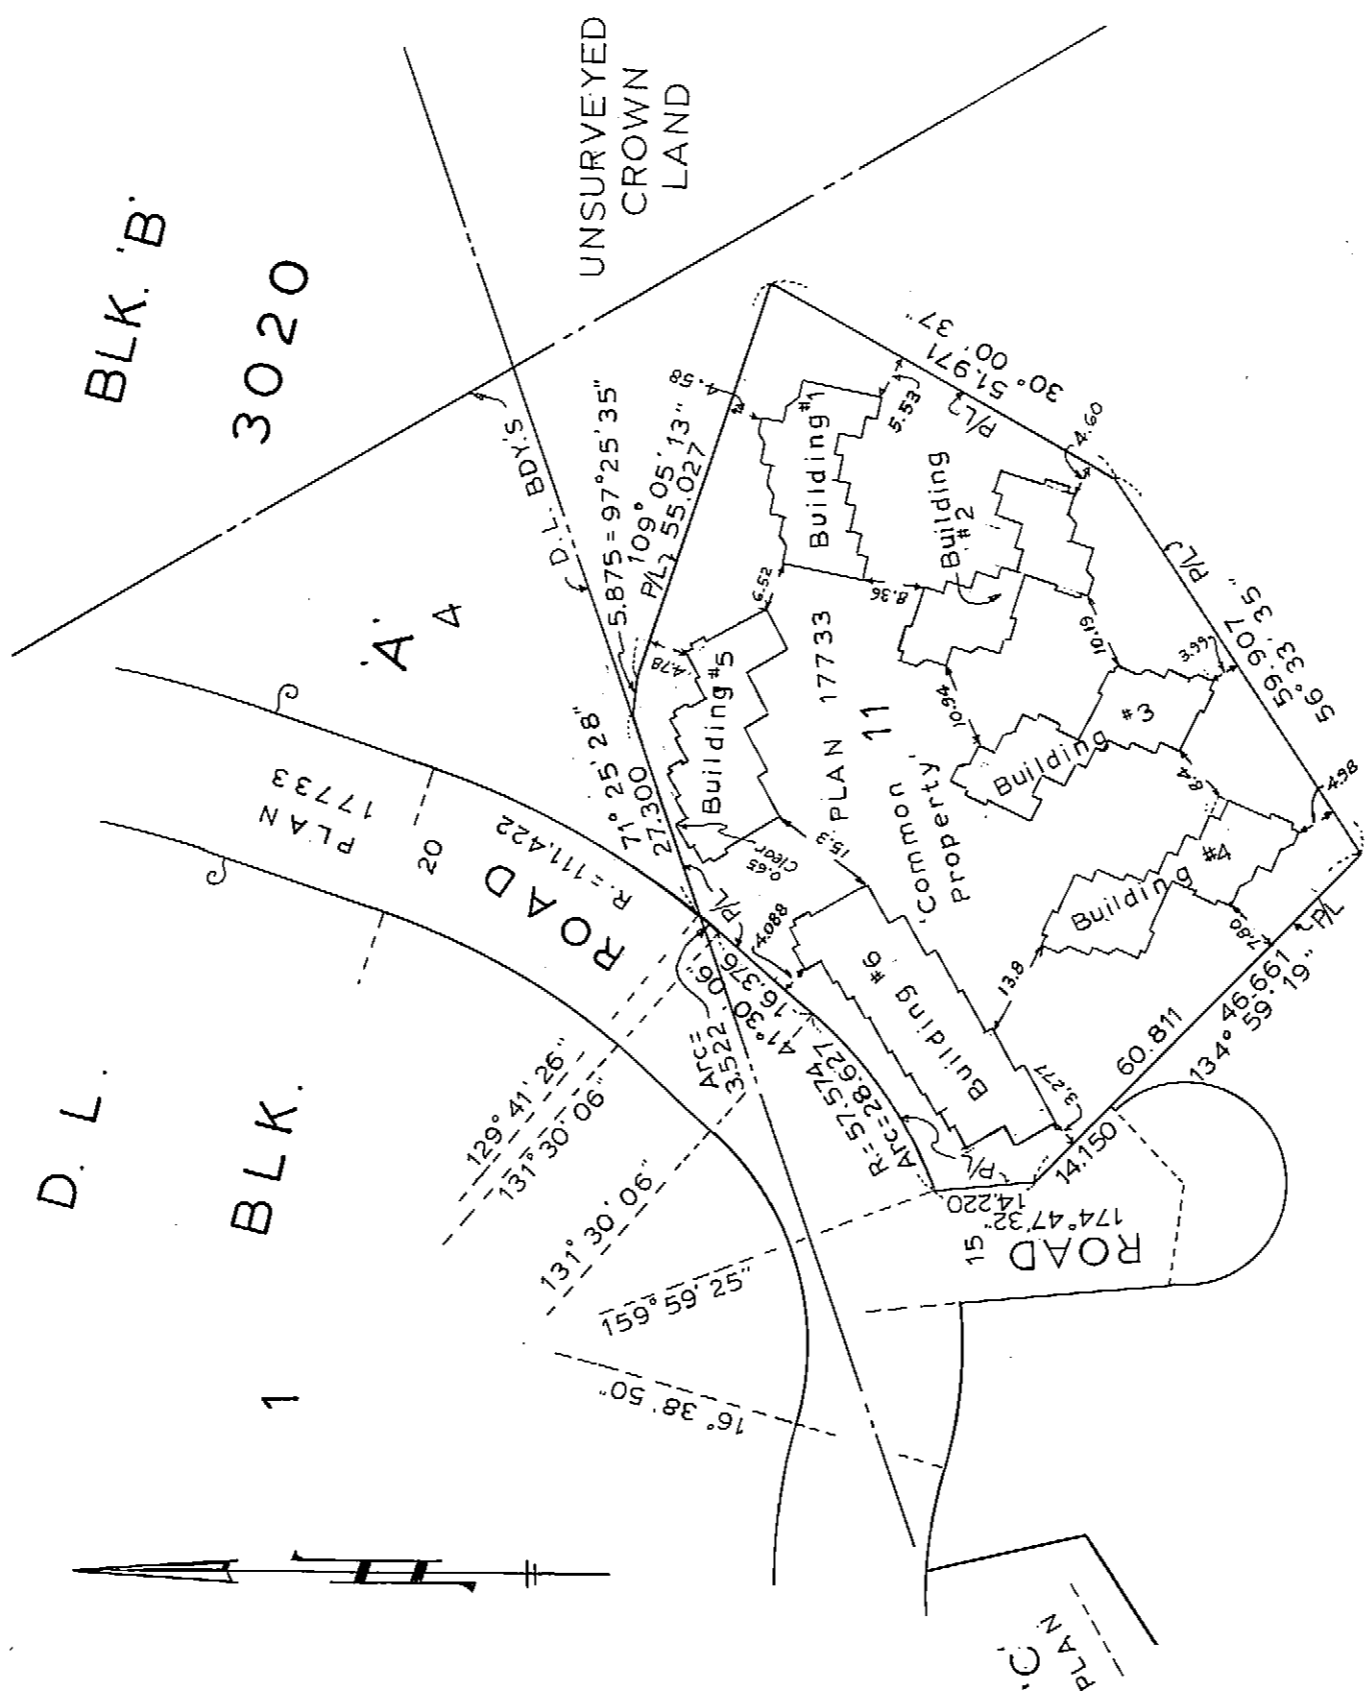 BLK. 'B'
3020
UNSURVEYED
CROWN
LAND
D.L. BDY'S
'A'
4
PLAN
17733
20
ROAD
R.=111.422
D. L.
BLK.
1
5.875 = 97°25'35"
109° 05' 13"
P/L 55.027
71° 25' 28"
27.300
4.58
4.78
6.52
Building #1
5.53
51.971
30° 00' 37"
P/L
Building
#2
4.60
8.36
Building #5
0.65
Clear
15.3
PLAN 17733
11
'Common
Property'
10.94
10.19
3.99
Building #3
8.4
Building #4
4.98
P/L
59.907
56° 33' 35"
7.80
P/L
46.661
134° 59' 19"
60.811
13.8
Building #6
3.277
P/L
4.088
16.376
41°30'06"
Arc=
3.522
129° 41' 26"
131° 30' 06"
131° 30' 06"
R=57.574
Arc=28.627
159° 59' 25"
16° 38' 50"
P/L
14.220
14.150
174°47'32"
15
ROAD
'C'
PLAN